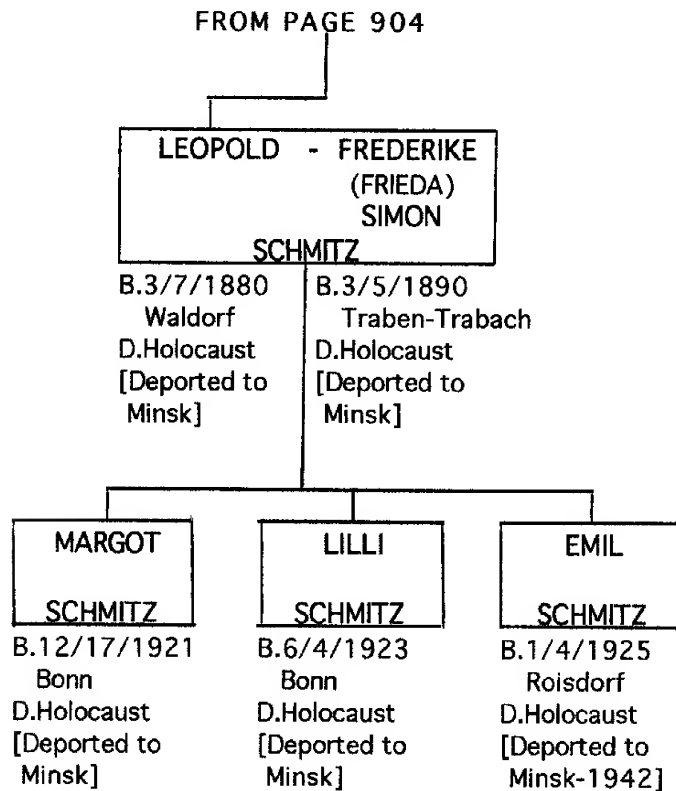 FROM PAGE 904
LEOPOLD - FREDERIKE
(FRIEDA)
SIMON
SCHMITZ
B.3/7/1880
Waldorf
D.Holocaust
[Deported to
Minsk]
B.3/5/1890
Traben-Trabach
D.Holocaust
[Deported to
Minsk]
MARGOT
SCHMITZ
B.12/17/1921
Bonn
D.Holocaust
[Deported to
Minsk]
LILLI
SCHMITZ
B.6/4/1923
Bonn
D.Holocaust
[Deported to
Minsk]
EMIL
SCHMITZ
B.1/4/1925
Roisdorf
D.Holocaust
[Deported to
Minsk-1942]